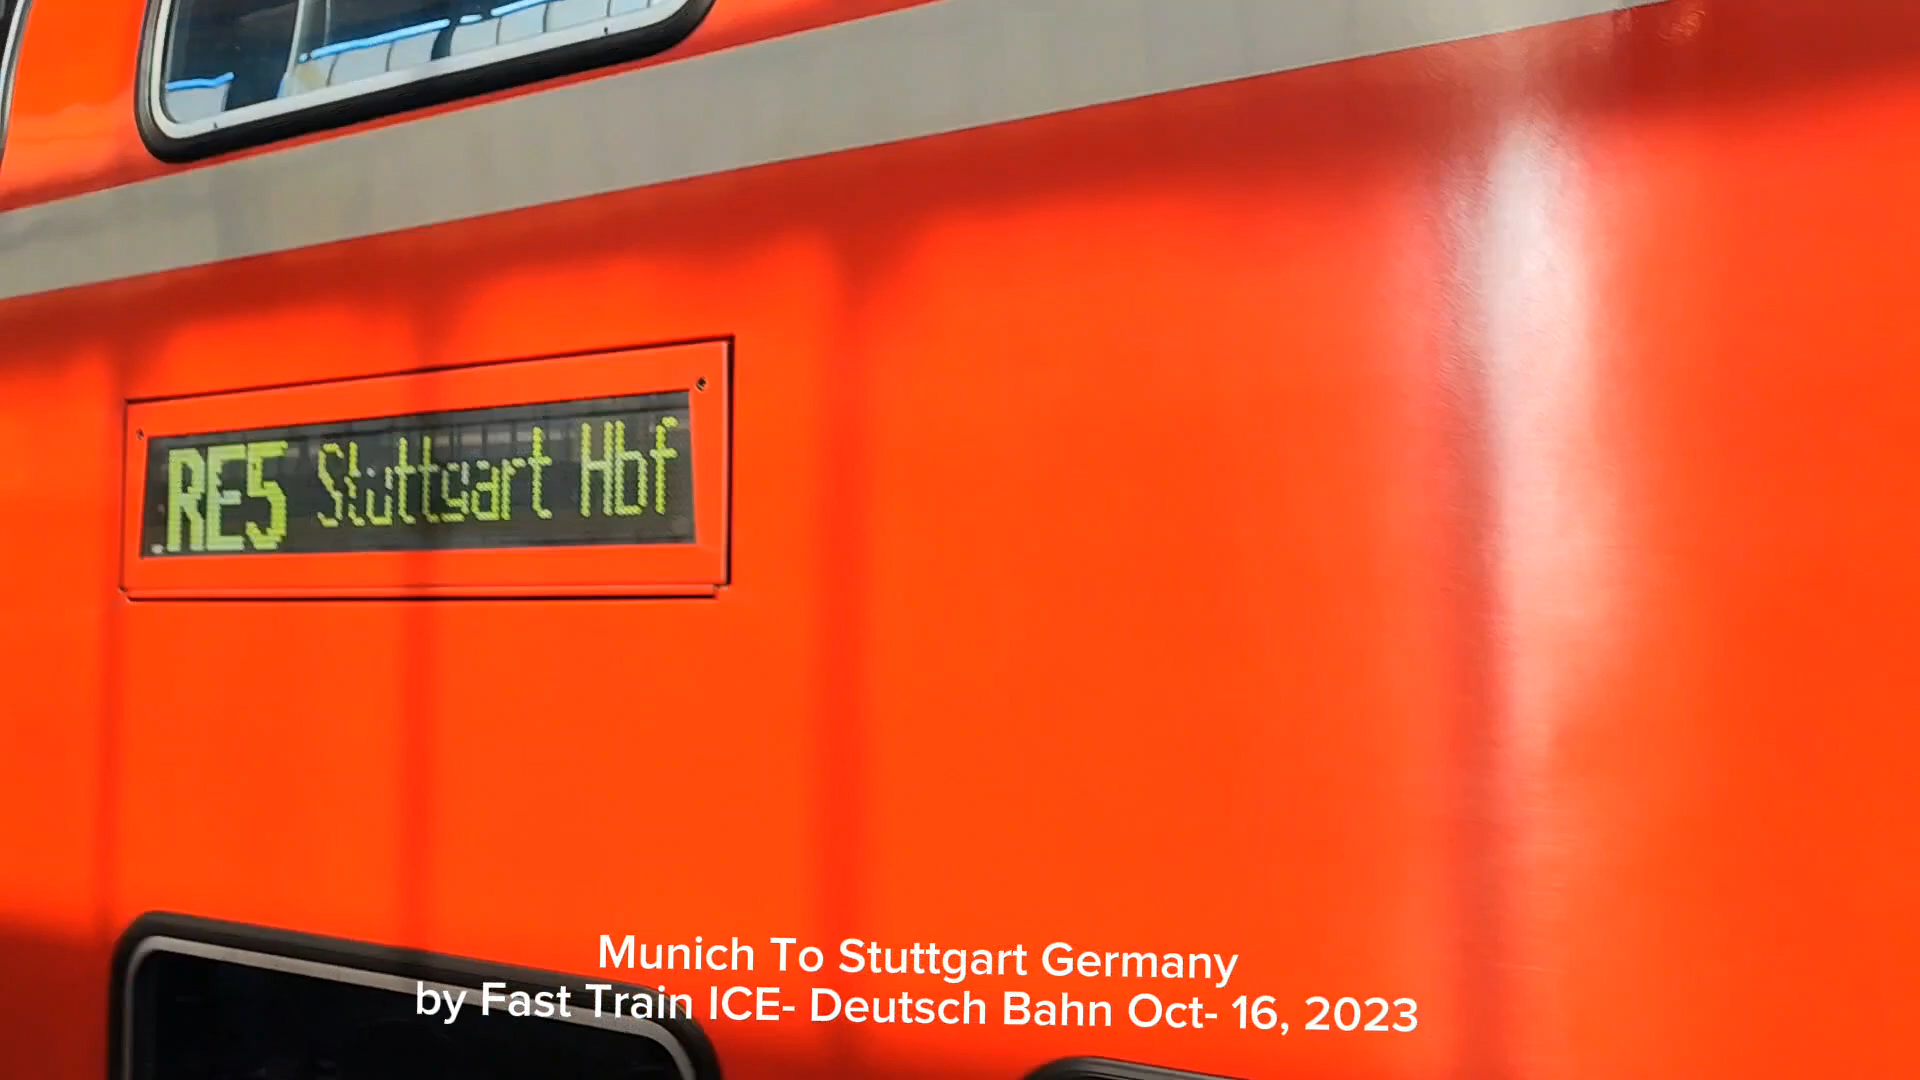 RE5 Stuttgart Hbf
Munich To Stuttgart Germany
by Fast Train ICE- Deutsch Bahn Oct- 16, 2023